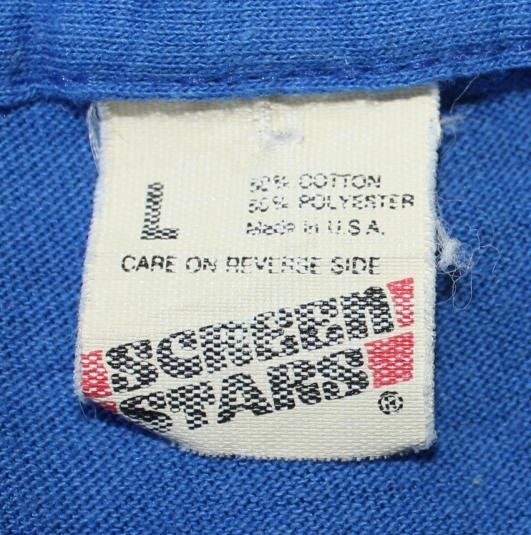 L
50% COTTON
50% POLYESTER
Made in U.S.A.
CARE ON REVERSE SIDE
SCREEN
STARS
®